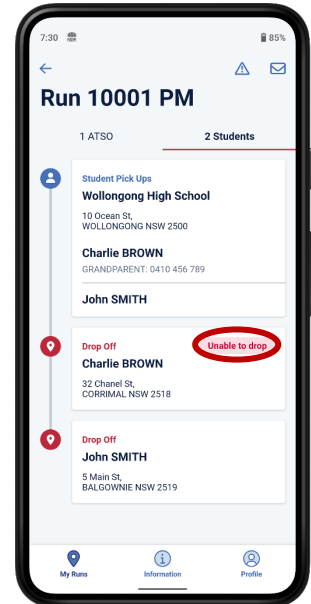 7:30 NSW 85%
Run 10001 PM
1 ATSO 2 Students
Student Pick Ups
Wollongong High School
10 Ocean St,
WOLLONGONG NSW 2500
Charlie BROWN
GRANDPARENT: 0410 456 789
John SMITH
Drop Off Unable to drop
Charlie BROWN
32 Chanel St,
CORRIMAL NSW 2518
Drop Off
John SMITH
5 Main St,
BALGOWNIE NSW 2519
My Runs Information Profile